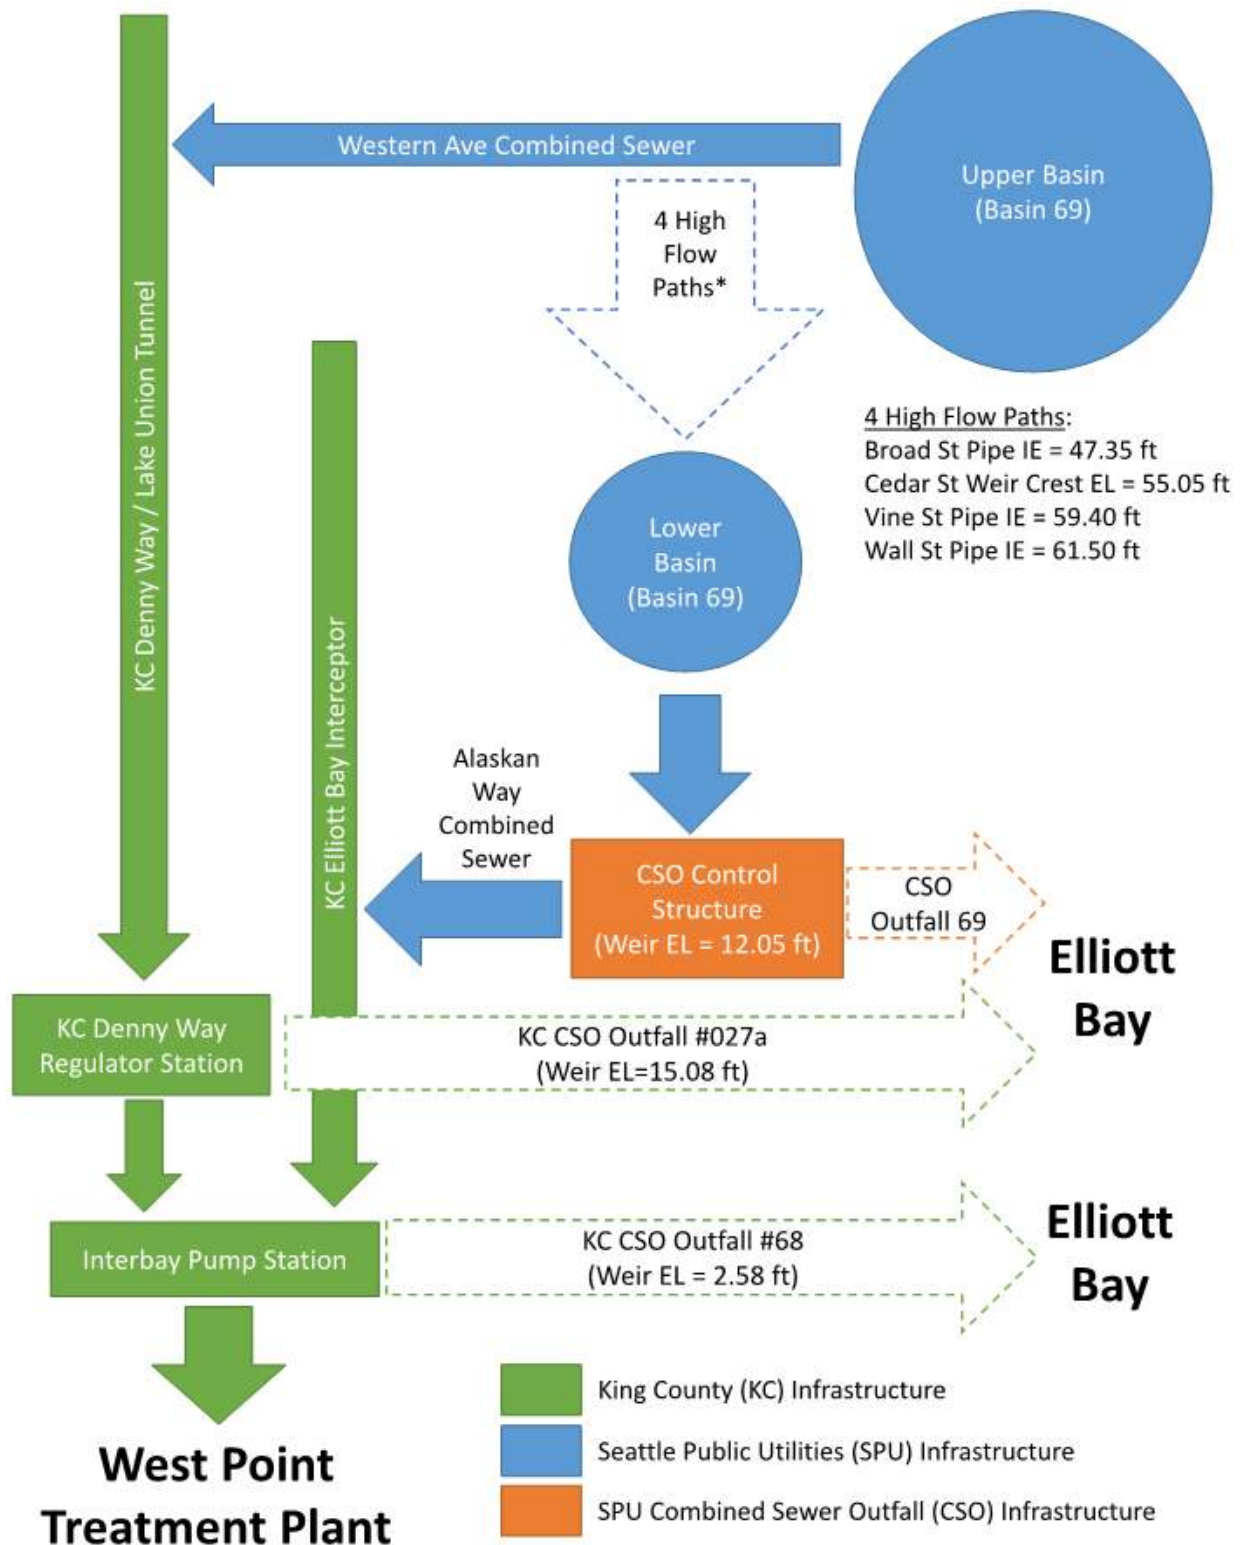 Western Ave Combined Sewer
Upper Basin
(Basin 69)
4 High
Flow
Paths*
KC Denny Way / Lake Union Tunnel
4 High Flow Paths:
Broad St Pipe IE = 47.35 ft
Cedar St Weir Crest EL = 55.05 ft
Vine St Pipe IE = 59.40 ft
Wall St Pipe IE = 61.50 ft
Lower
Basin
(Basin 69)
KC Elliott Bay Interceptor
Alaskan
Way
Combined
Sewer
CSO Control
Structure
(Weir EL = 12.05 ft)
CSO
Outfall 69
Elliott
Bay
KC Denny Way
Regulator Station
KC CSO Outfall #027a
(Weir EL=15.08 ft)
Interbay Pump Station
KC CSO Outfall #68
(Weir EL = 2.58 ft)
Elliott
Bay
West Point
Treatment Plant
King County (KC) Infrastructure
Seattle Public Utilities (SPU) Infrastructure
SPU Combined Sewer Outfall (CSO) Infrastructure